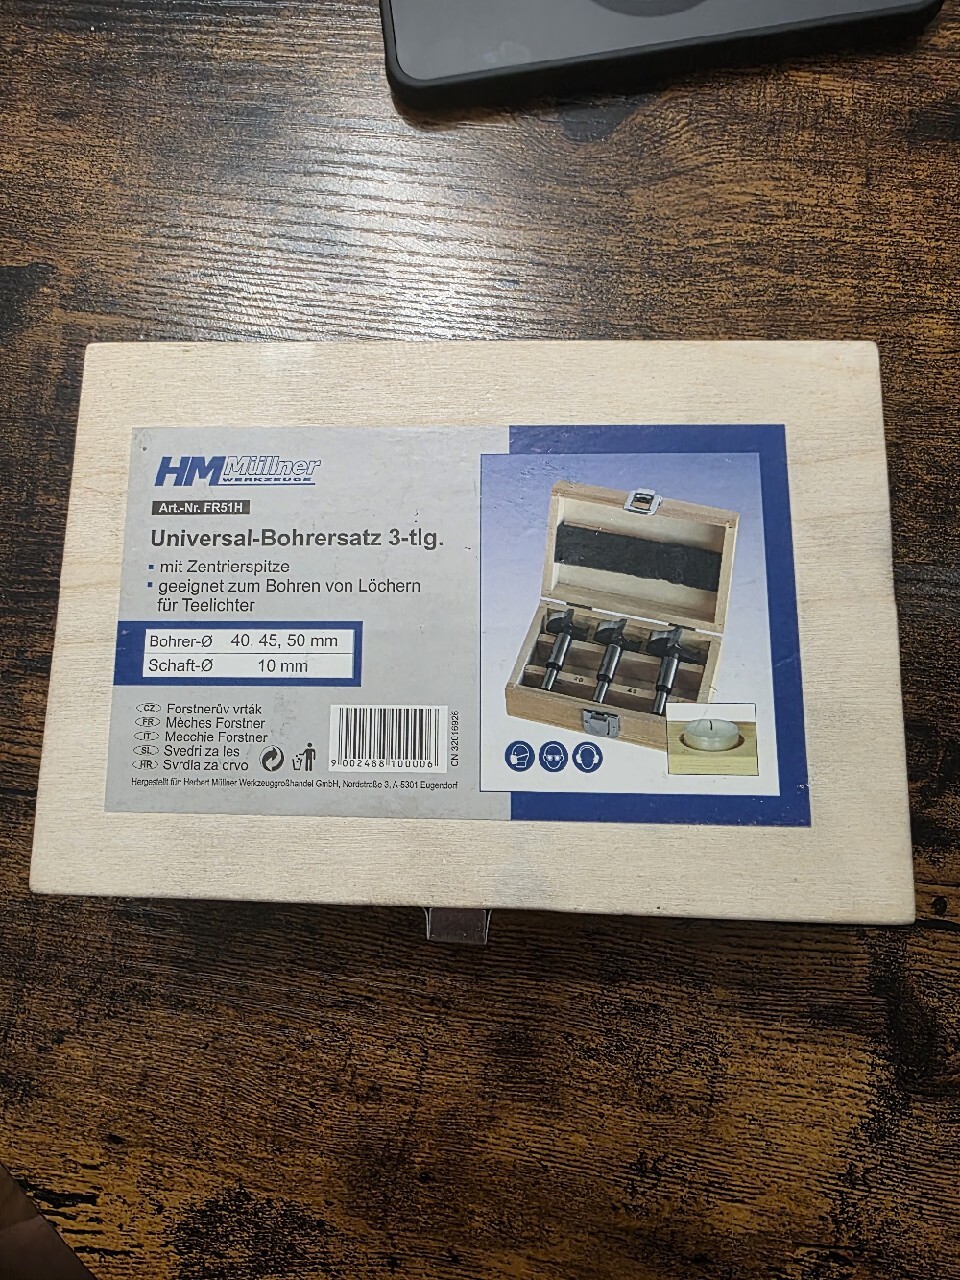 HM Müllner
WERKZEUGE
Art.-Nr. FR51H
Universal-Bohrersatz 3-tlg.
mit Zentrierspitze
geeignet zum Bohren von Löchern
für Teelichter
Bohrer-Ø 40, 45, 50 mm
Schaft-Ø 10 mm
CZ Forstnerův vrták
FR Mèches Forstner
IT Mecchie Forstner
SL Svedri za les
HR Svrdla za drvo
9 002488 100006
CN 32016926
Hergestellt für Herbert Müllner Werkzeuggroßhandel GmbH, Nordstraße 3, A-5301 Eugendorf